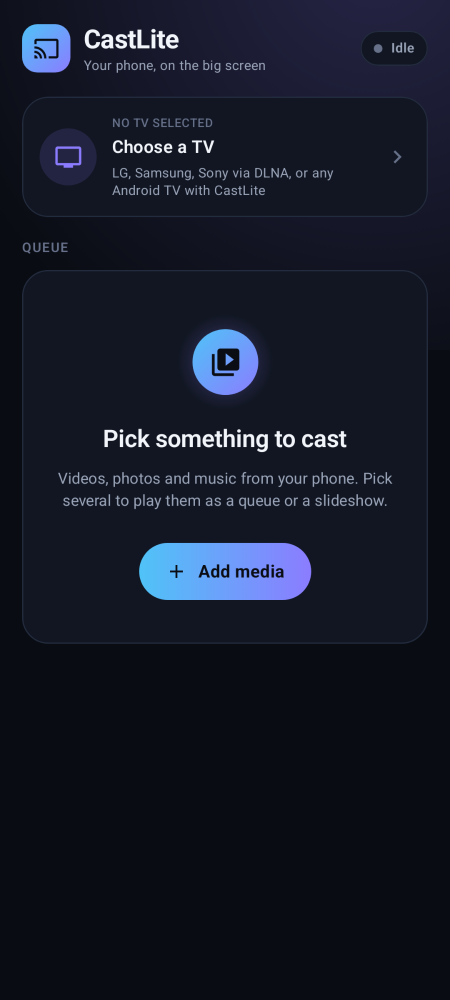 CastLite
Your phone, on the big screen
Idle
NO TV SELECTED
Choose a TV
LG, Samsung, Sony via DLNA, or any
Android TV with CastLite
QUEUE
Pick something to cast
Videos, photos and music from your phone. Pick
several to play them as a queue or a slideshow.
Add media